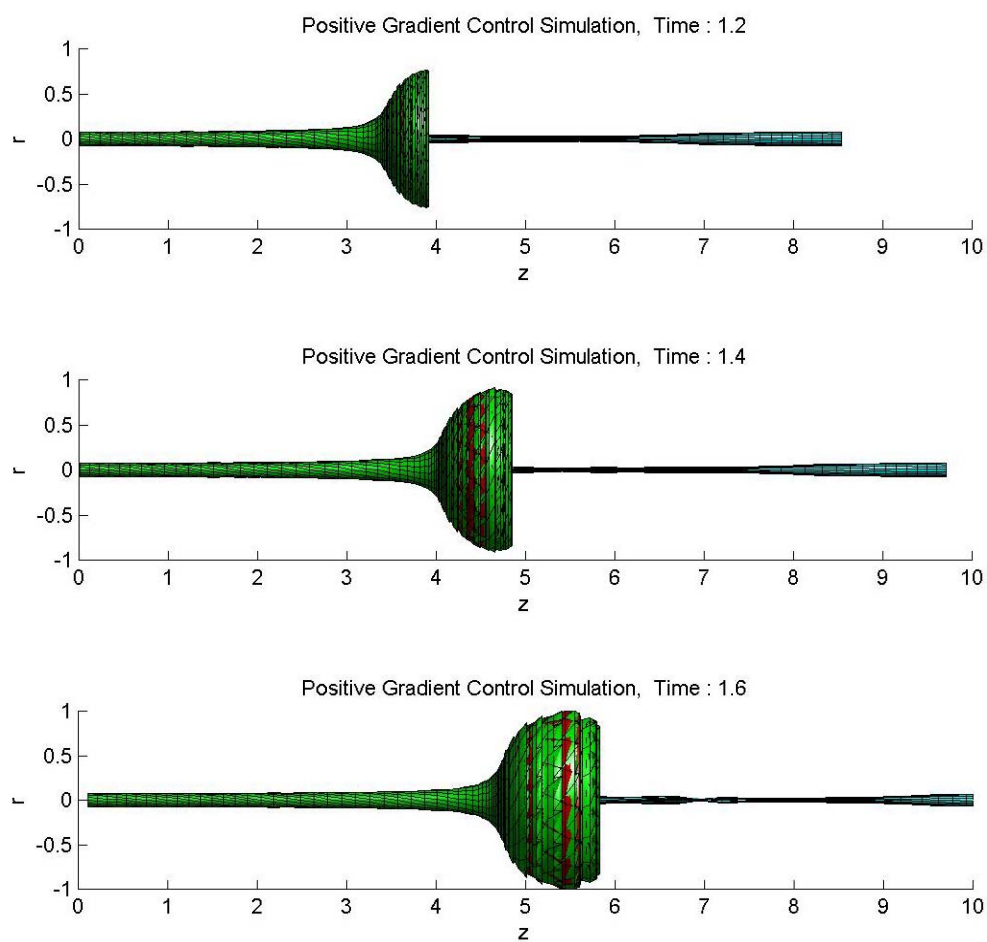 Positive Gradient Control Simulation,  Time : 1.2
1
0.5
0
-0.5
-1
r
0 1 2 3 4 5 6 7 8 9 10
z
Positive Gradient Control Simulation,  Time : 1.4
1
0.5
0
-0.5
-1
r
0 1 2 3 4 5 6 7 8 9 10
z
Positive Gradient Control Simulation,  Time : 1.6
1
0.5
0
-0.5
-1
r
0 1 2 3 4 5 6 7 8 9 10
z